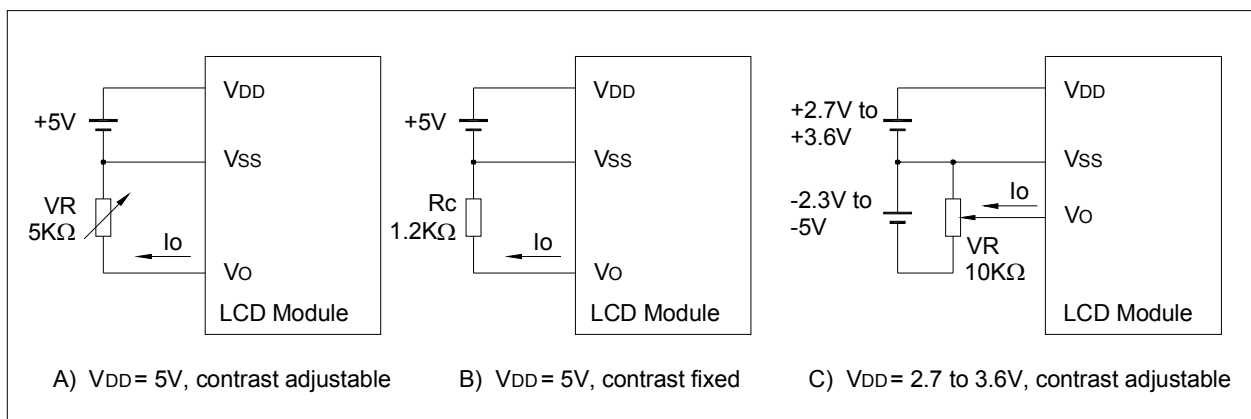 VDD
+5V
VSS
VR
5KΩ
Io
VO
LCD Module
A) VDD = 5V, contrast adjustable
VDD
+5V
VSS
Rc
1.2KΩ
Io
VO
LCD Module
B) VDD = 5V, contrast fixed
VDD
+2.7V to
+3.6V
VSS
Io
-2.3V to
-5V
VO
VR
10KΩ
LCD Module
C) VDD = 2.7 to 3.6V, contrast adjustable